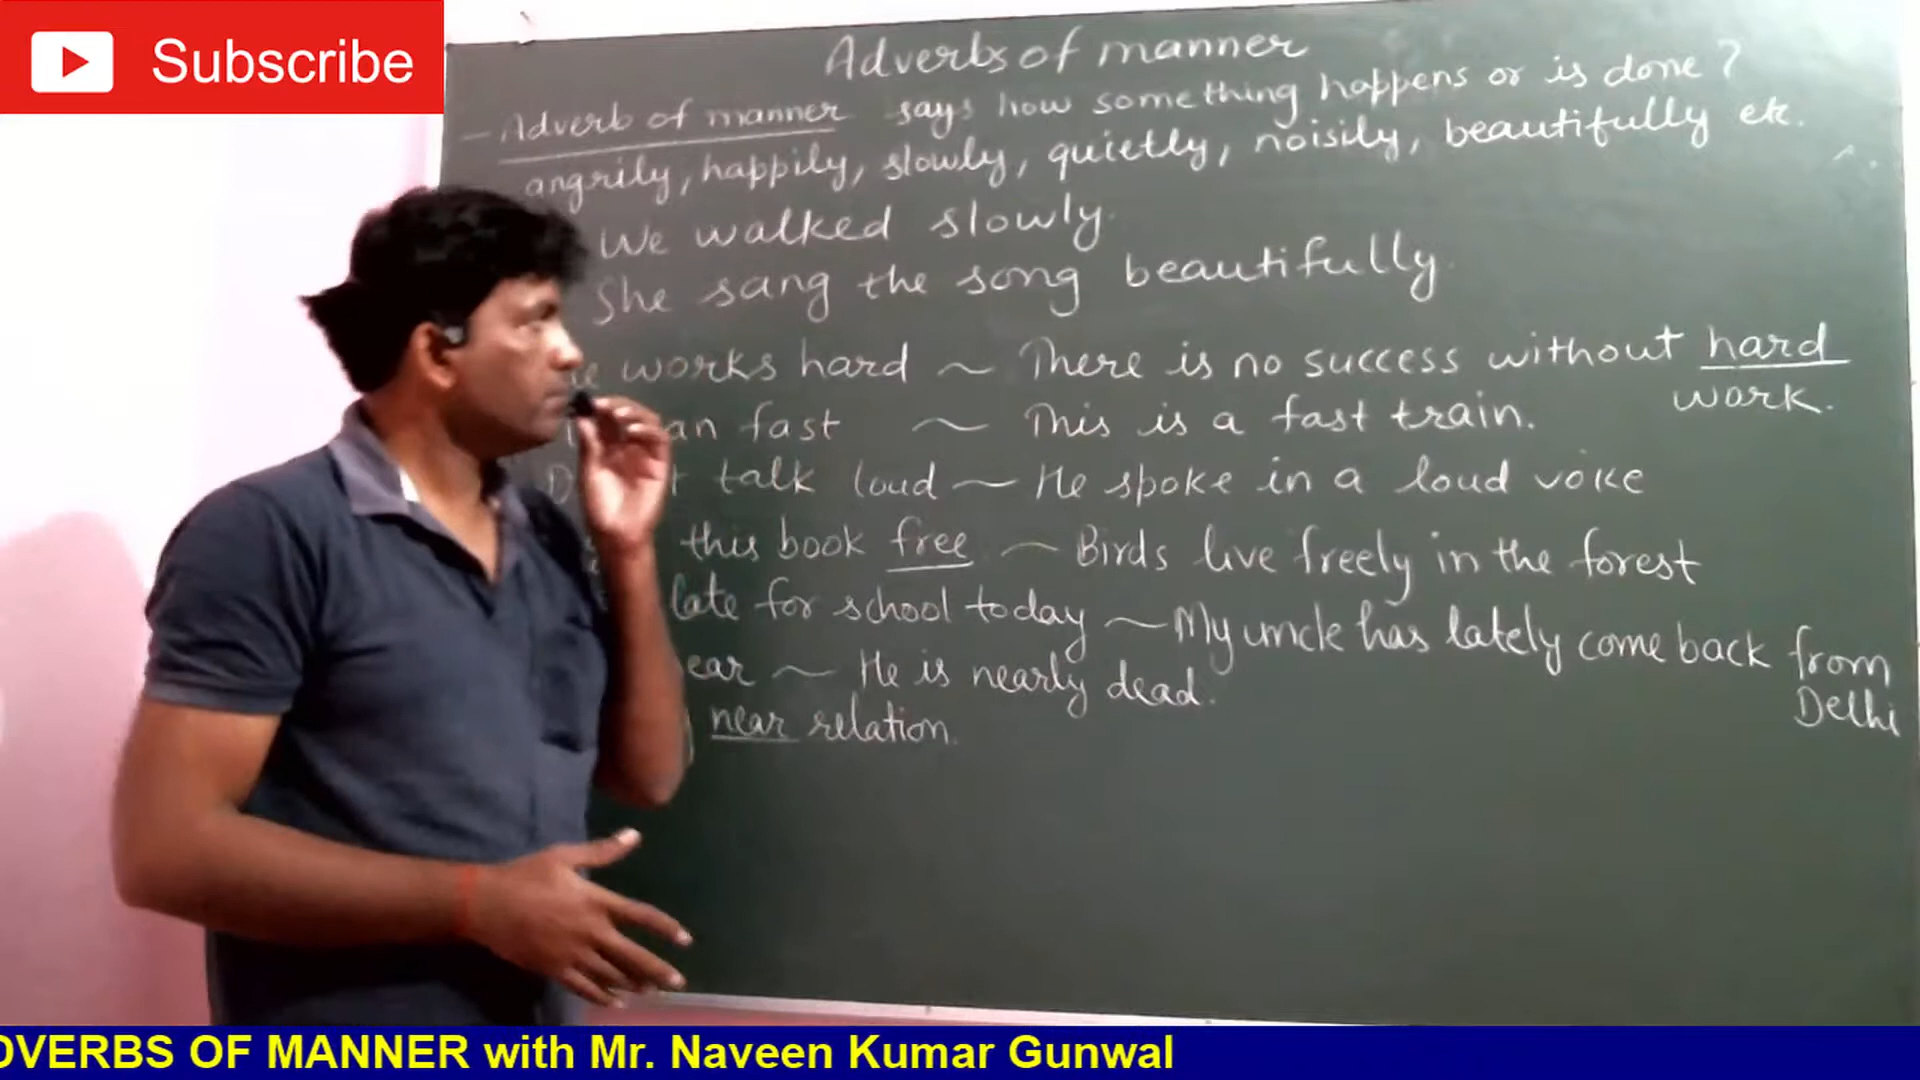 Subscribe
Adverbs of manner
- Adverb of manner says how something happens or is done?
angrily, happily, slowly, quietly, noisily, beautifully etc.
We walked slowly.
She sang the song beautifully.
works hard ~ There is no success without hard
work.
fast ~ This is a fast train.
talk loud ~ He spoke in a loud voice
this book free ~ Birds live freely in the forest
late for school today ~ My uncle has lately come back from
Delhi
~ He is nearly dead.
near relation.
DVERBS OF MANNER with Mr. Naveen Kumar Gunwal